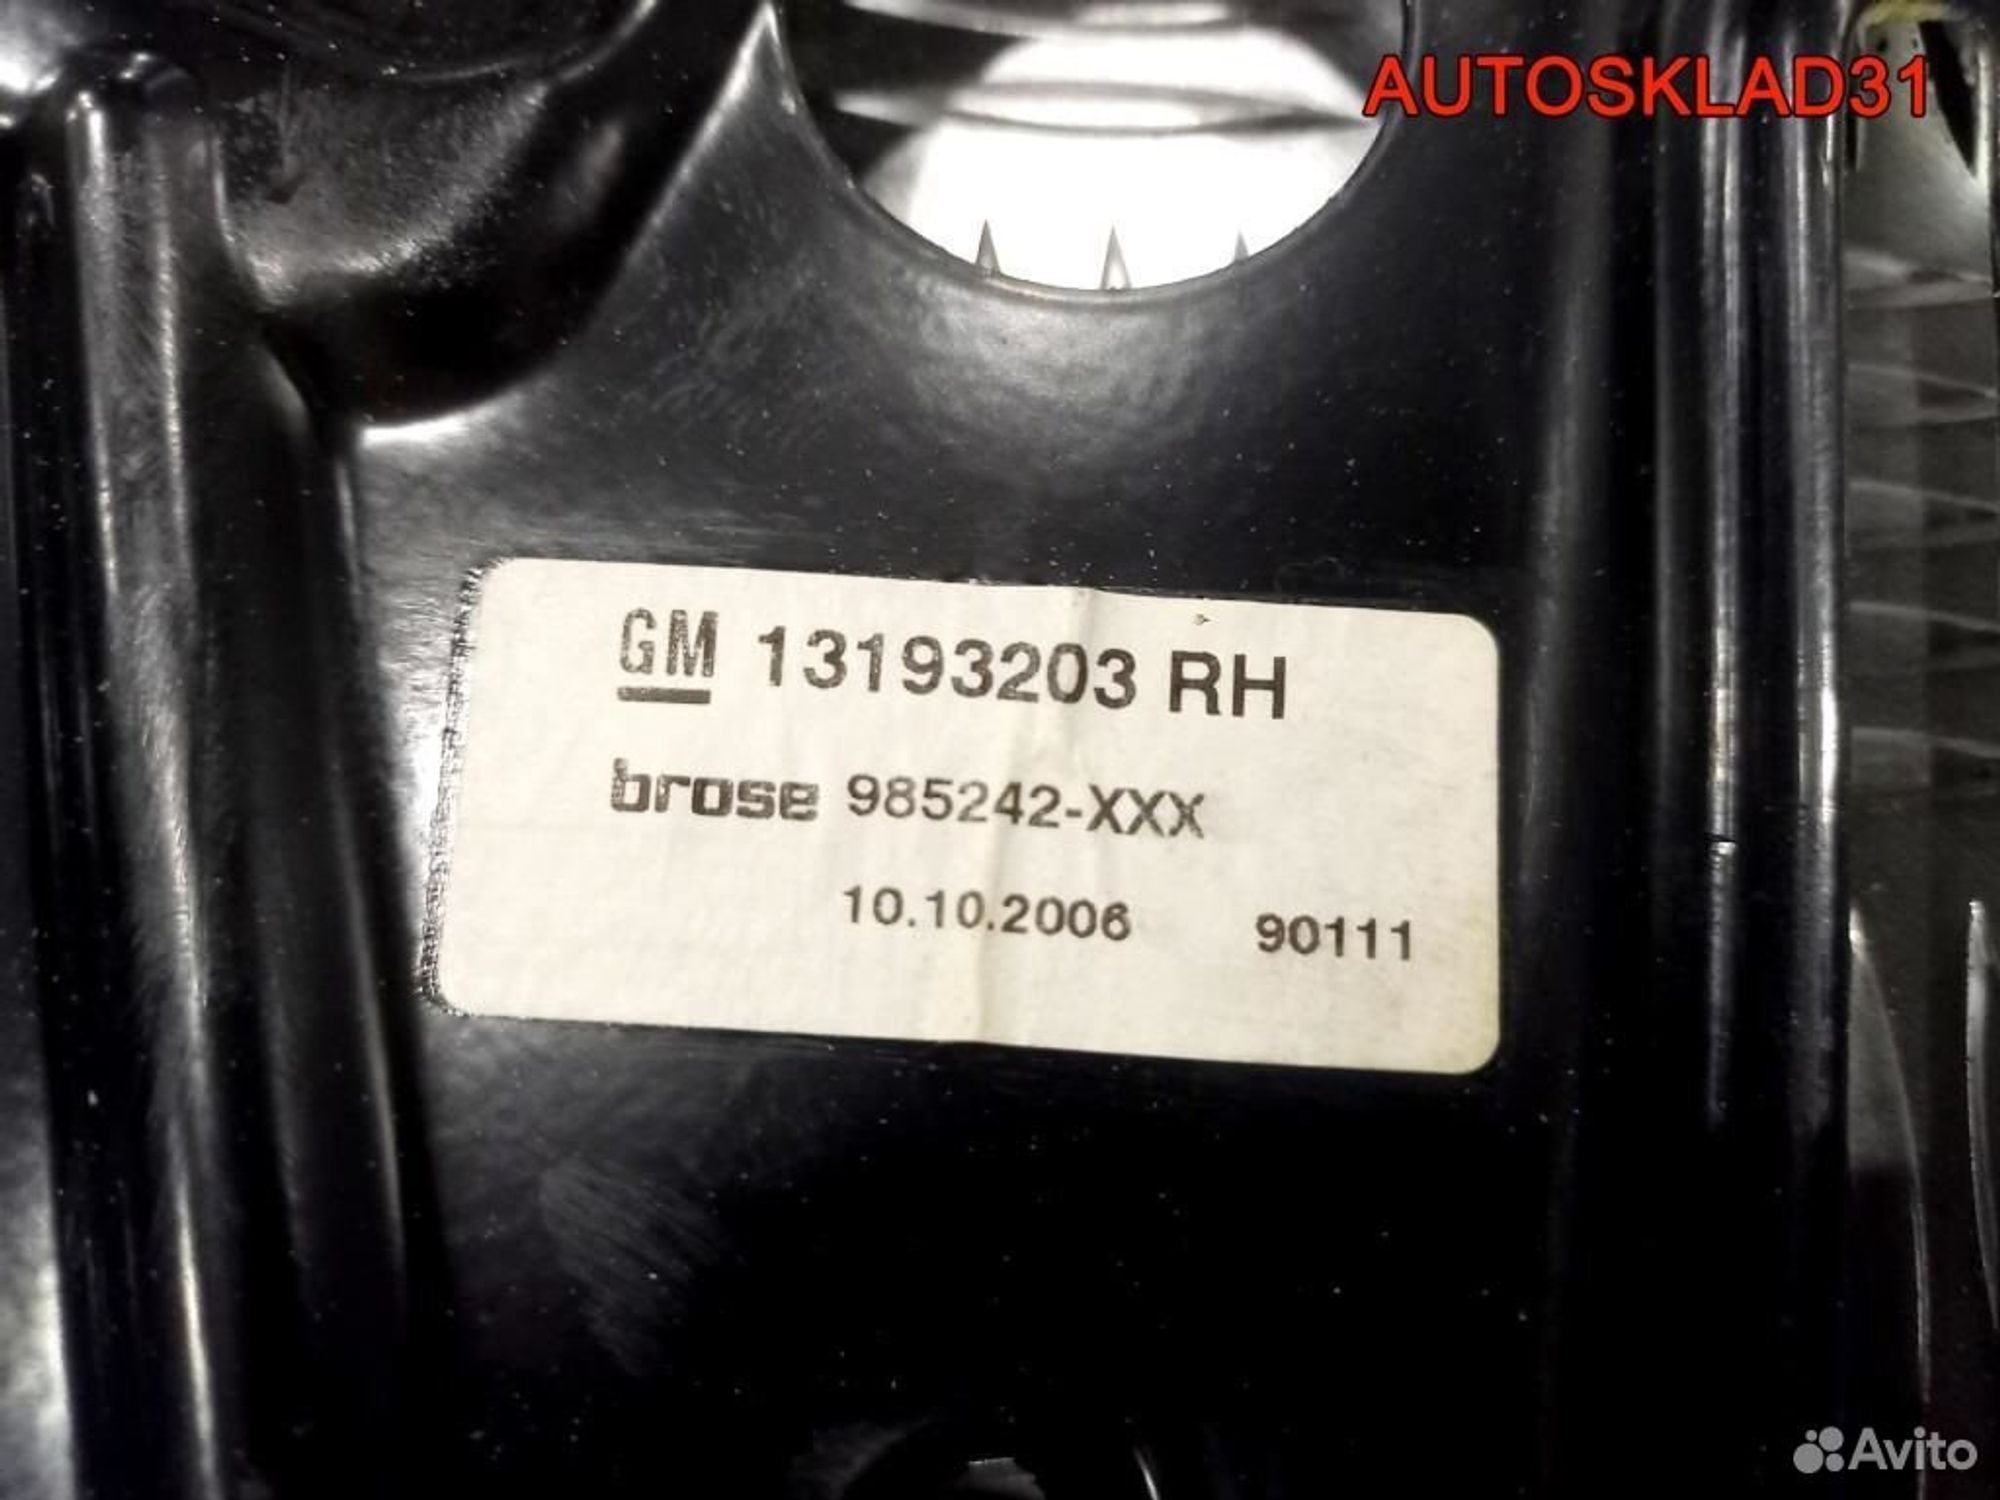 AUTOSKLAD31
GM 13193203 RH
brose 985242-XXX
10.10.2006 90111
Avito